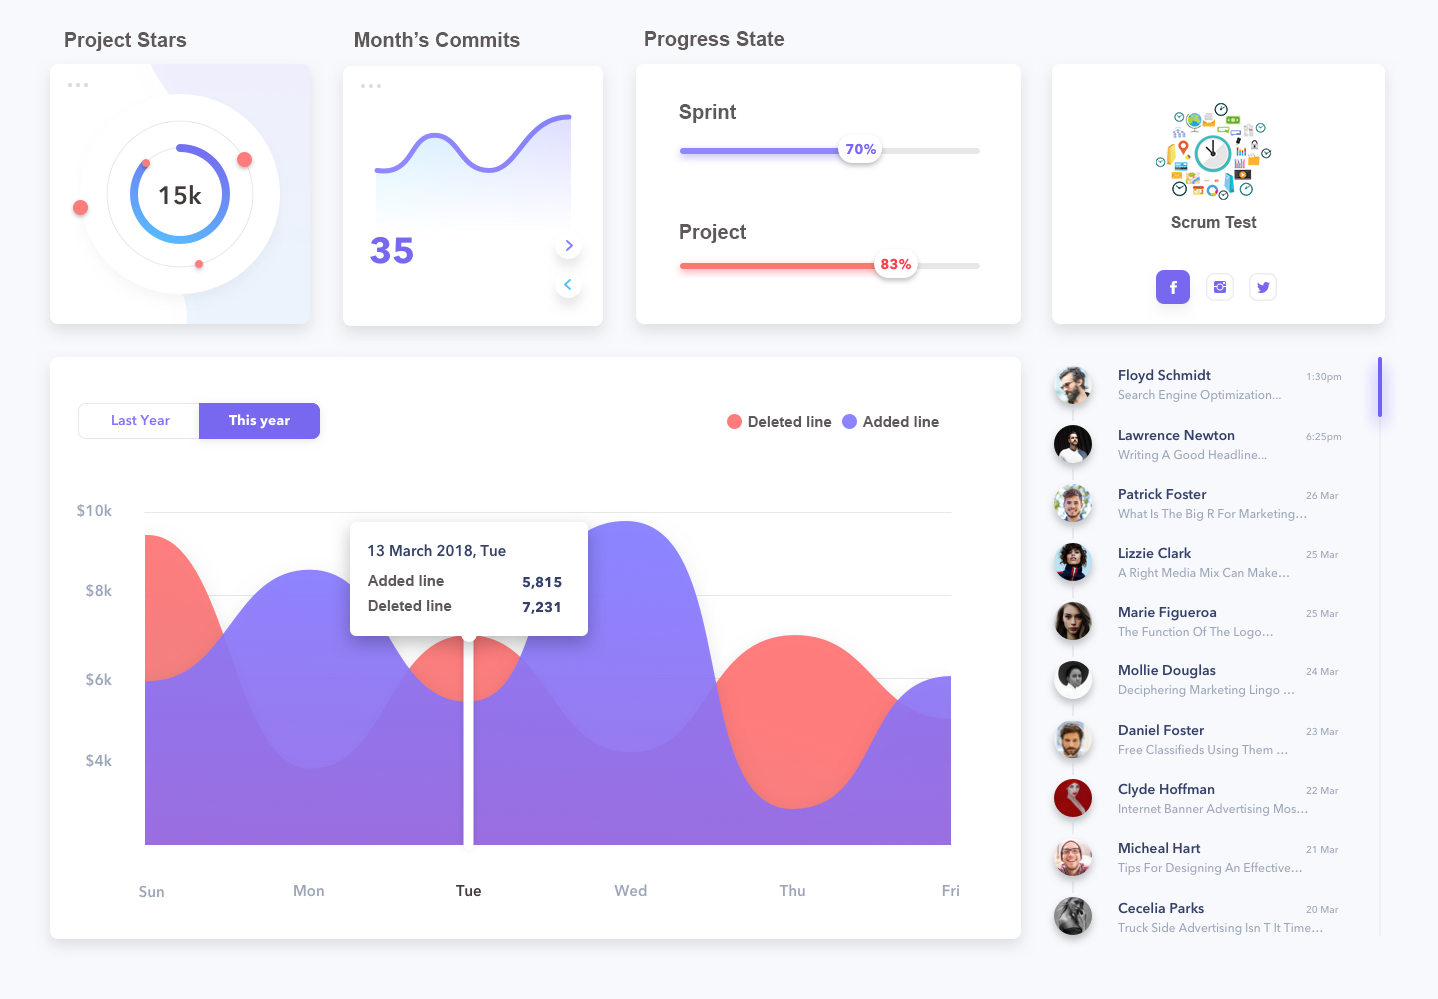 Project Stars
Month’s Commits
Progress State
15k
35
Sprint
70%
Project
83%
Scrum Test
Last Year
This year
Deleted line
Added line
$10k
$8k
$6k
$4k
13 March 2018, Tue
Added line 5,815
Deleted line 7,231
Sun
Mon
Tue
Wed
Thu
Fri
Floyd Schmidt 1:30pm
Search Engine Optimization...
Lawrence Newton 6:25pm
Writing A Good Headline...
Patrick Foster 26 Mar
What Is The Big R For Marketing...
Lizzie Clark 25 Mar
A Right Media Mix Can Make...
Marie Figueroa 25 Mar
The Function Of The Logo...
Mollie Douglas 24 Mar
Deciphering Marketing Lingo ...
Daniel Foster 23 Mar
Free Classifieds Using Them ...
Clyde Hoffman 22 Mar
Internet Banner Advertising Mos...
Micheal Hart 21 Mar
Tips For Designing An Effective...
Cecelia Parks 20 Mar
Truck Side Advertising Isn T It Time...